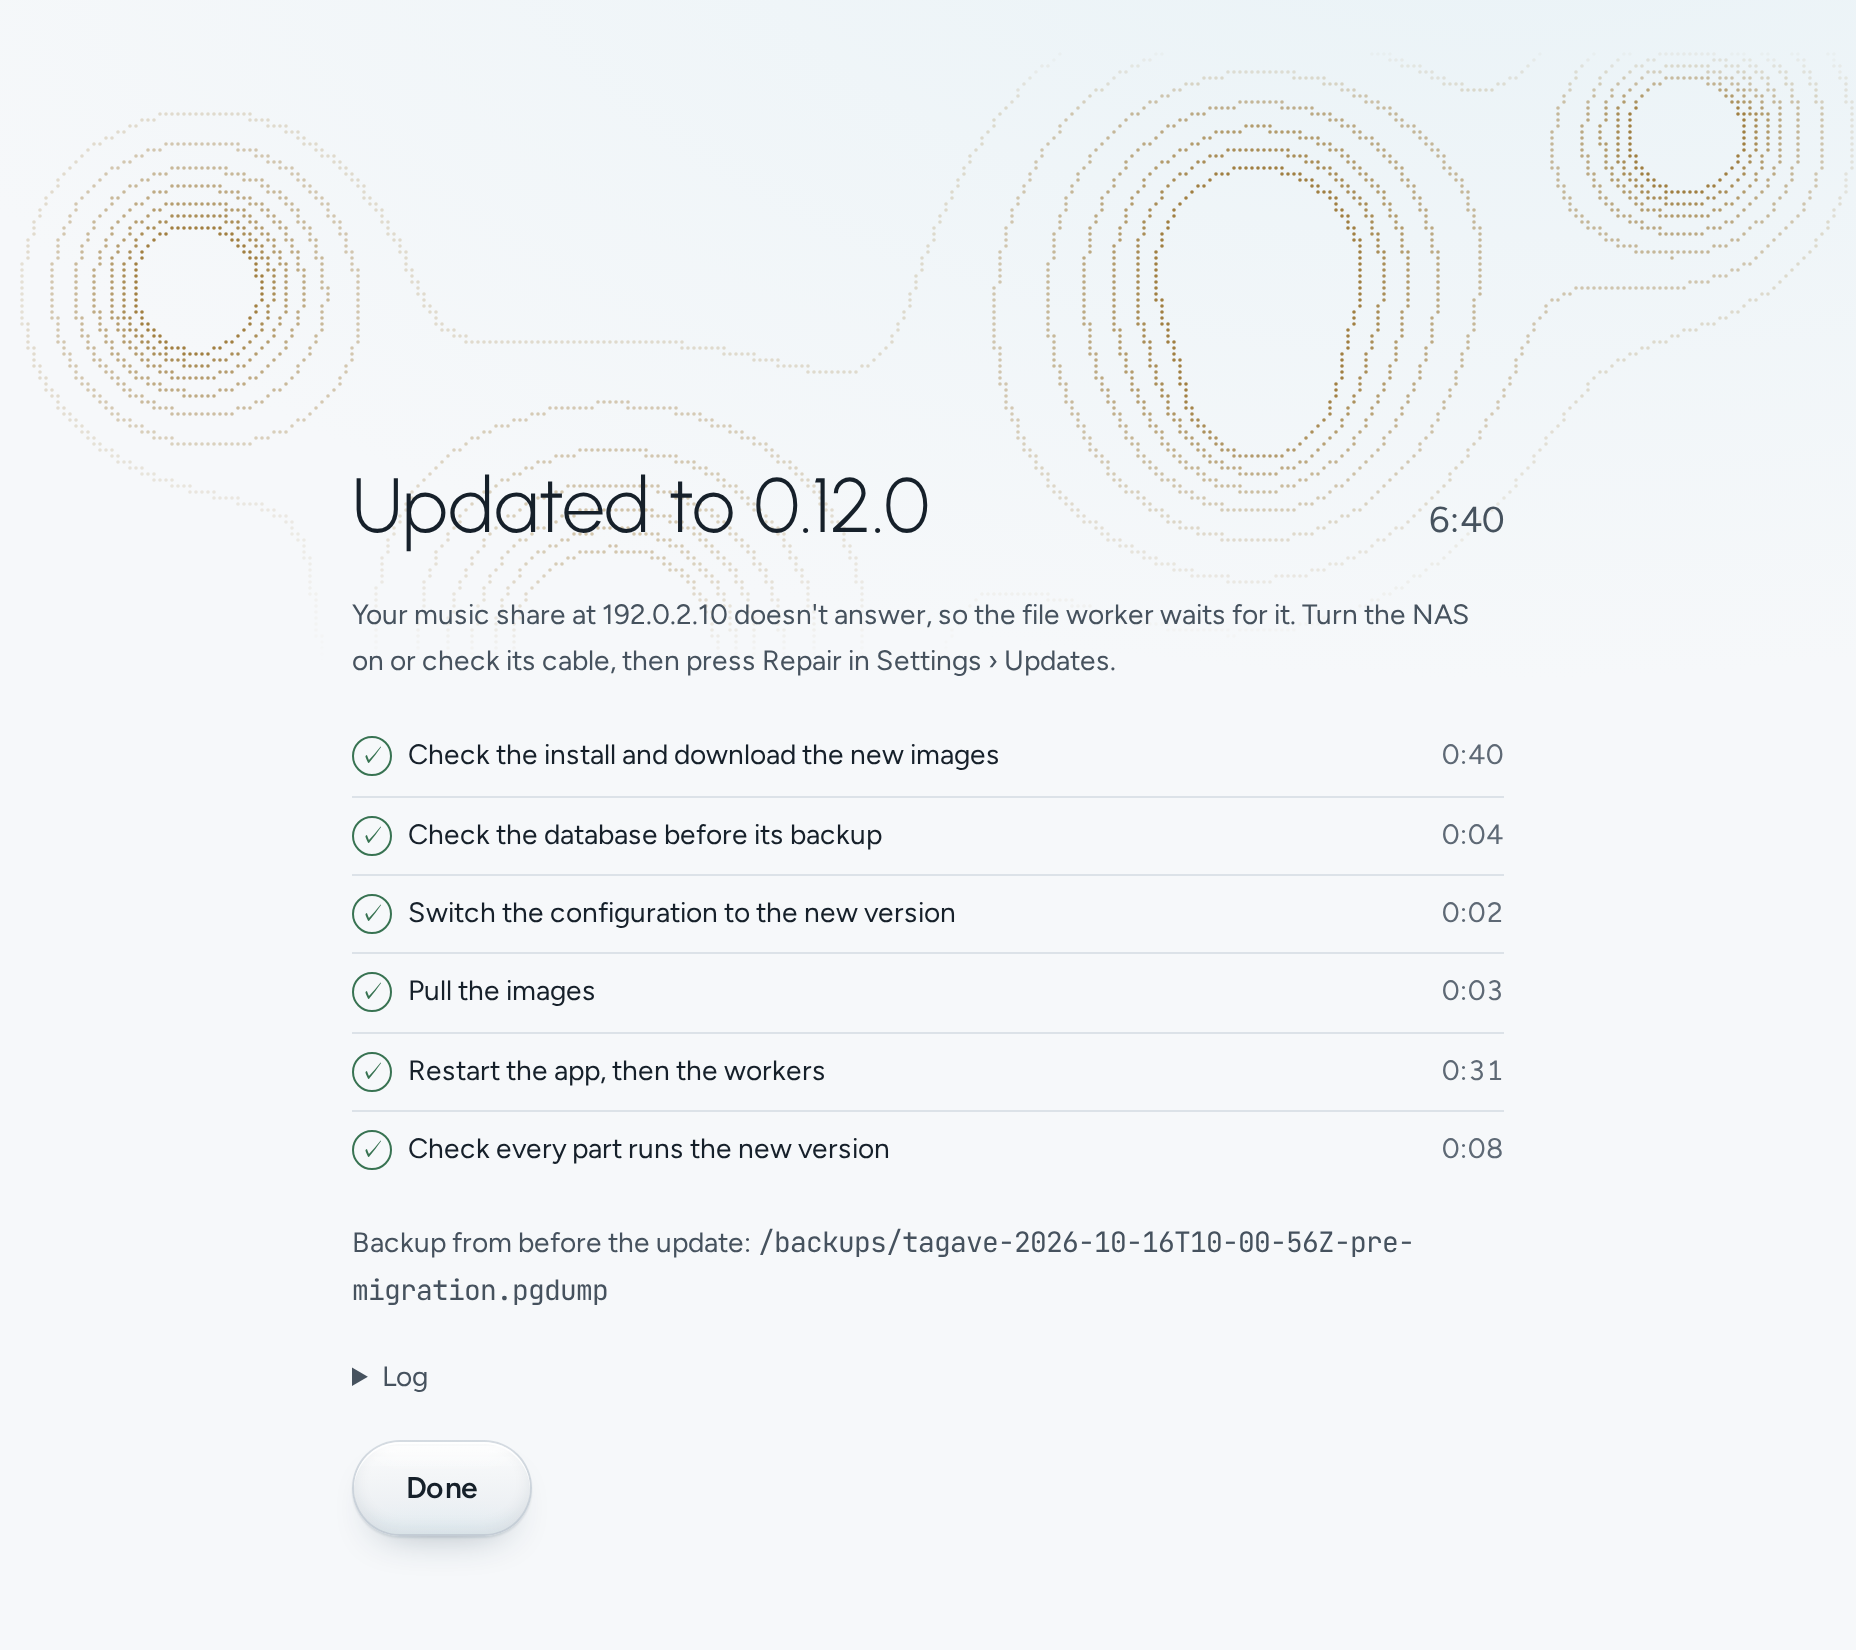 Updated to 0.12.0
6:40
Your music share at 192.0.2.10 doesn't answer, so the file worker waits for it. Turn the NAS
on or check its cable, then press Repair in Settings › Updates.
✓ Check the install and download the new images 0:40
✓ Check the database before its backup 0:04
✓ Switch the configuration to the new version 0:02
✓ Pull the images 0:03
✓ Restart the app, then the workers 0:31
✓ Check every part runs the new version 0:08
Backup from before the update: /backups/tagave-2026-10-16T10-00-56Z-pre-
migration.pgdump
▶ Log
Done